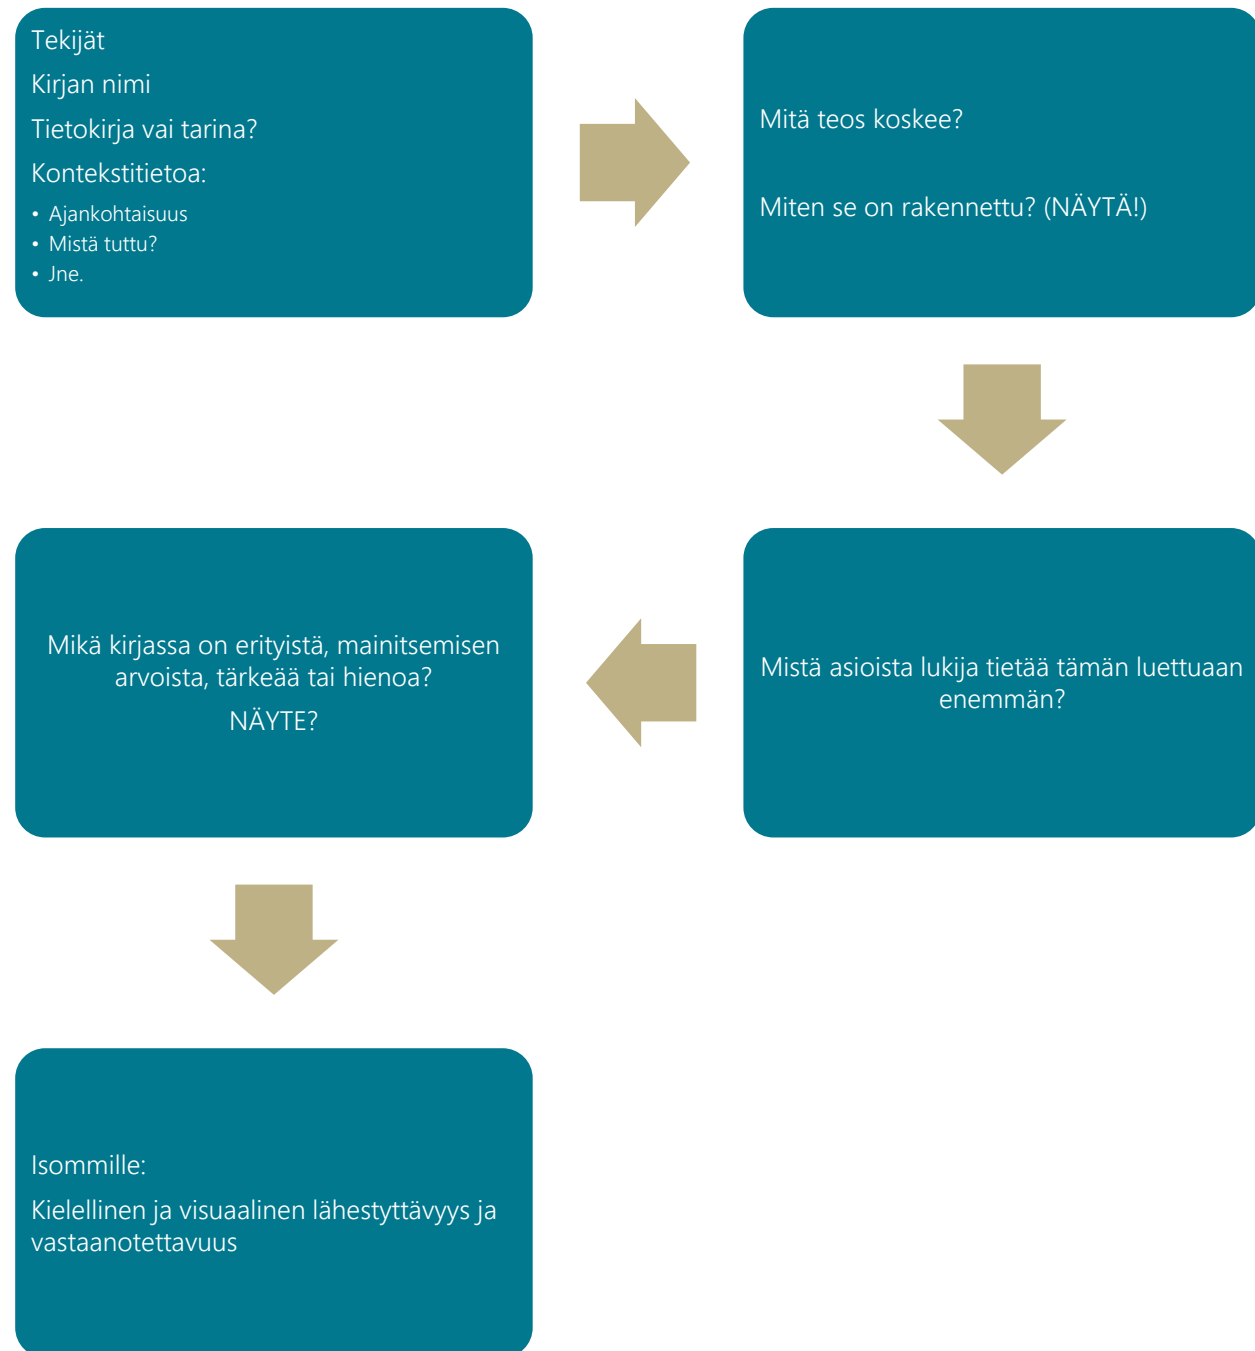 Tekijät
Kirjan nimi
Tietokirja vai tarina?
Kontekstitietoa:
• Ajankohtaisuus
• Mistä tuttu?
• Jne.
Mitä teos koskee?
Miten se on rakennettu? (NÄYTÄ!)
Mistä asioista lukija tietää tämän luettuaan
enemmän?
Mikä kirjassa on erityistä, mainitsemisen
arvoista, tärkeää tai hienoa?
NÄYTE?
Isommille:
Kielellinen ja visuaalinen lähestyttävyys ja
vastaanotettavuus